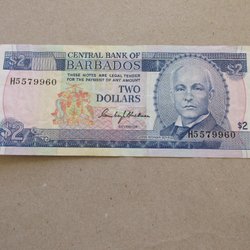 $2
CENTRAL BANK OF
BARBADOS
$2
THESE NOTES ARE LEGAL TENDER
FOR THE PAYMENT OF ANY AMOUNT
H5579960
TWO
DOLLARS
GOVERNOR
H5579960
$2